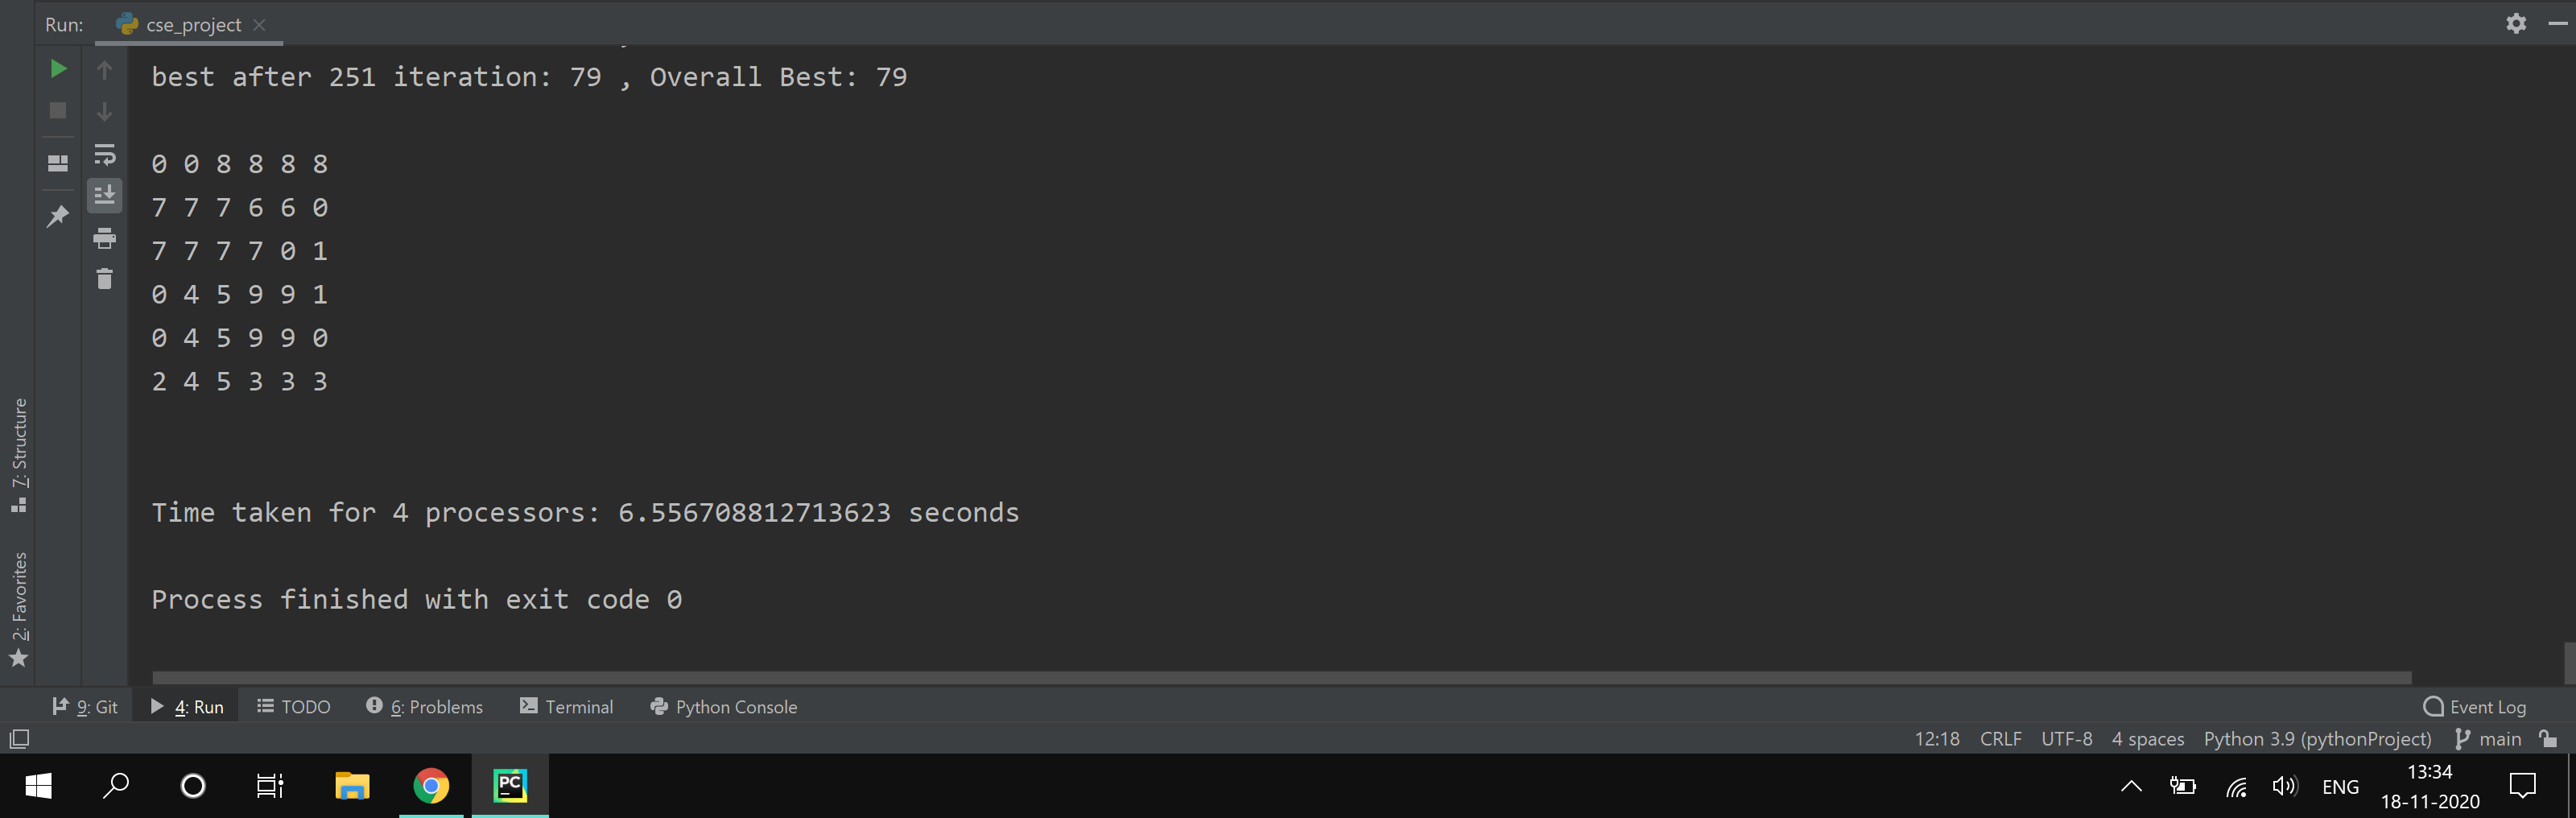 Run: cse_project
best after 251 iteration: 79 , Overall Best: 79
0 0 8 8 8 8
7 7 7 6 6 0
7 7 7 7 0 1
0 4 5 9 9 1
0 4 5 9 9 0
2 4 5 3 3 3
Time taken for 4 processors: 6.556708812713623 seconds
Process finished with exit code 0
7: Structure
2: Favorites
9: Git 4: Run TODO 6: Problems Terminal Python Console Event Log
12:18 CRLF UTF-8 4 spaces Python 3.9 (pythonProject) main
PC
ENG
13:34
18-11-2020